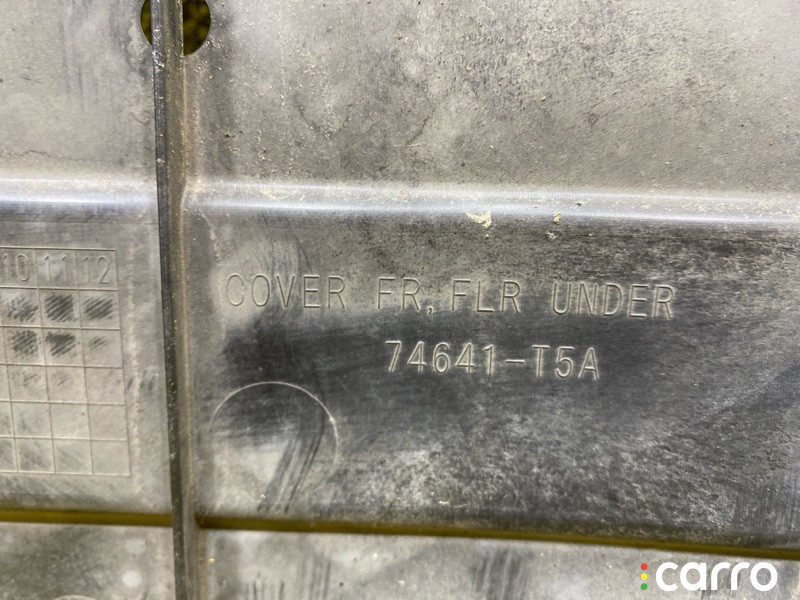 10 11 12
COVER FR, FLR UNDER
74641-T5A
carro